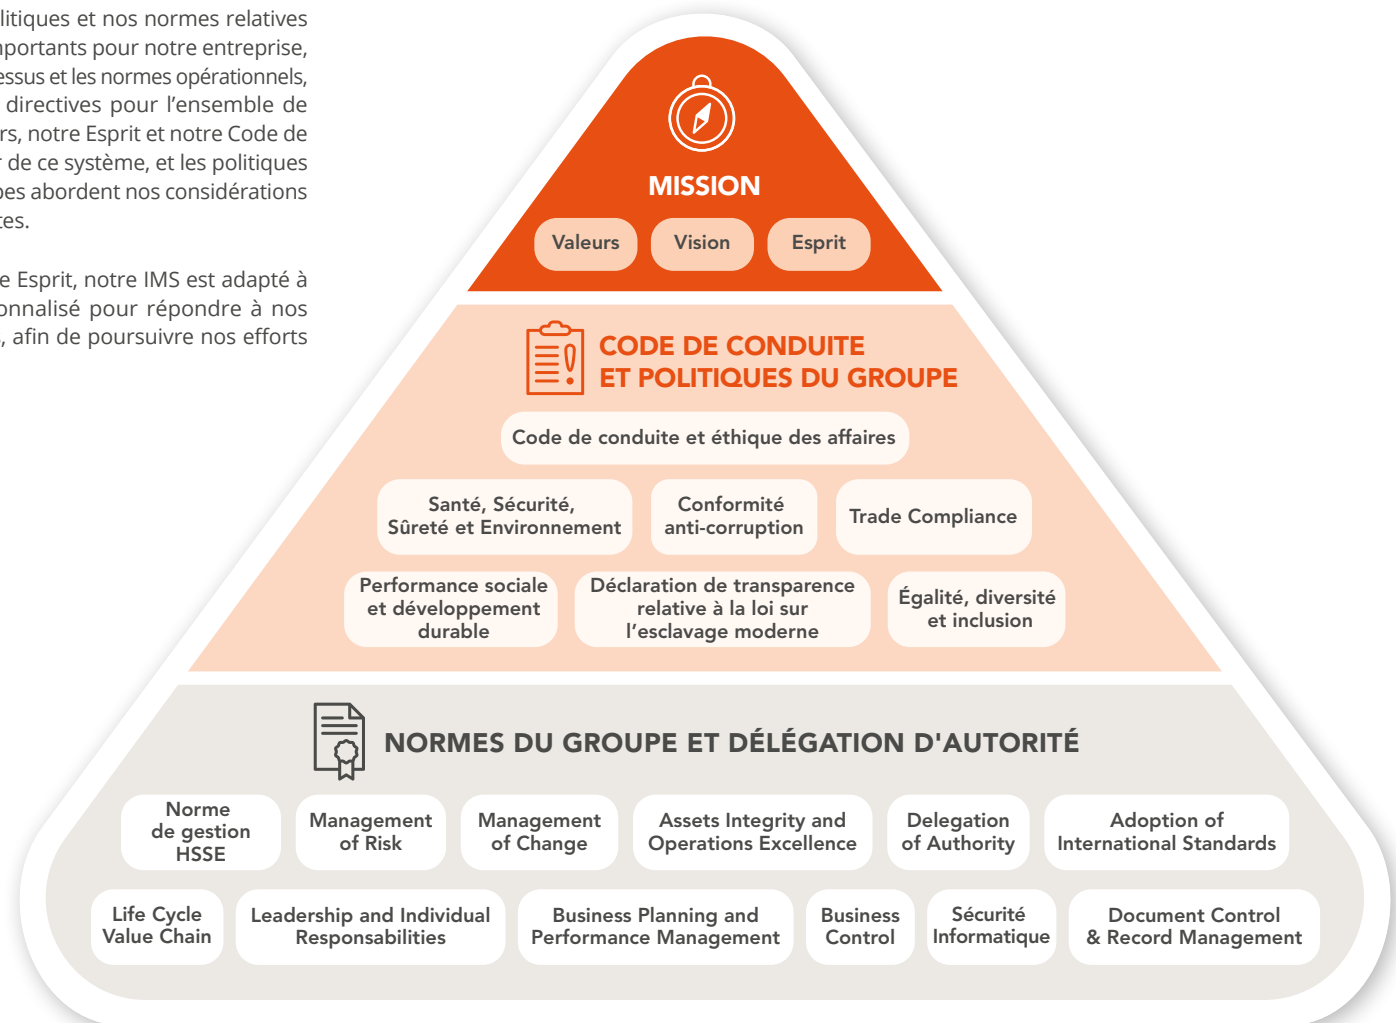 litiques et nos normes relatives
nportants pour notre entreprise,
essus et les normes opérationnels,
directives pour l'ensemble de
rs, notre Esprit et notre Code de
r de ce système, et les politiques
pes abordent nos considérations
tes.
e Esprit, notre IMS est adapté à
onnalisé pour répondre à nos
, afin de poursuivre nos efforts
MISSION
Valeurs
Vision
Esprit
CODE DE CONDUITE
ET POLITIQUES DU GROUPE
Code de conduite et éthique des affaires
Santé, Sécurité,
Sûreté et Environnement
Conformité
anti-corruption
Trade Compliance
Performance sociale
et développement
durable
Déclaration de transparence
relative à la loi sur
l'esclavage moderne
Égalité, diversité
et inclusion
NORMES DU GROUPE ET DÉLÉGATION D'AUTORITÉ
Norme
de gestion
HSSE
Management
of Risk
Management
of Change
Assets Integrity and
Operations Excellence
Delegation
of Authority
Adoption of
International Standards
Life Cycle
Value Chain
Leadership and Individual
Responsabilities
Business Planning and
Performance Management
Business
Control
Sécurité
Informatique
Document Control
& Record Management